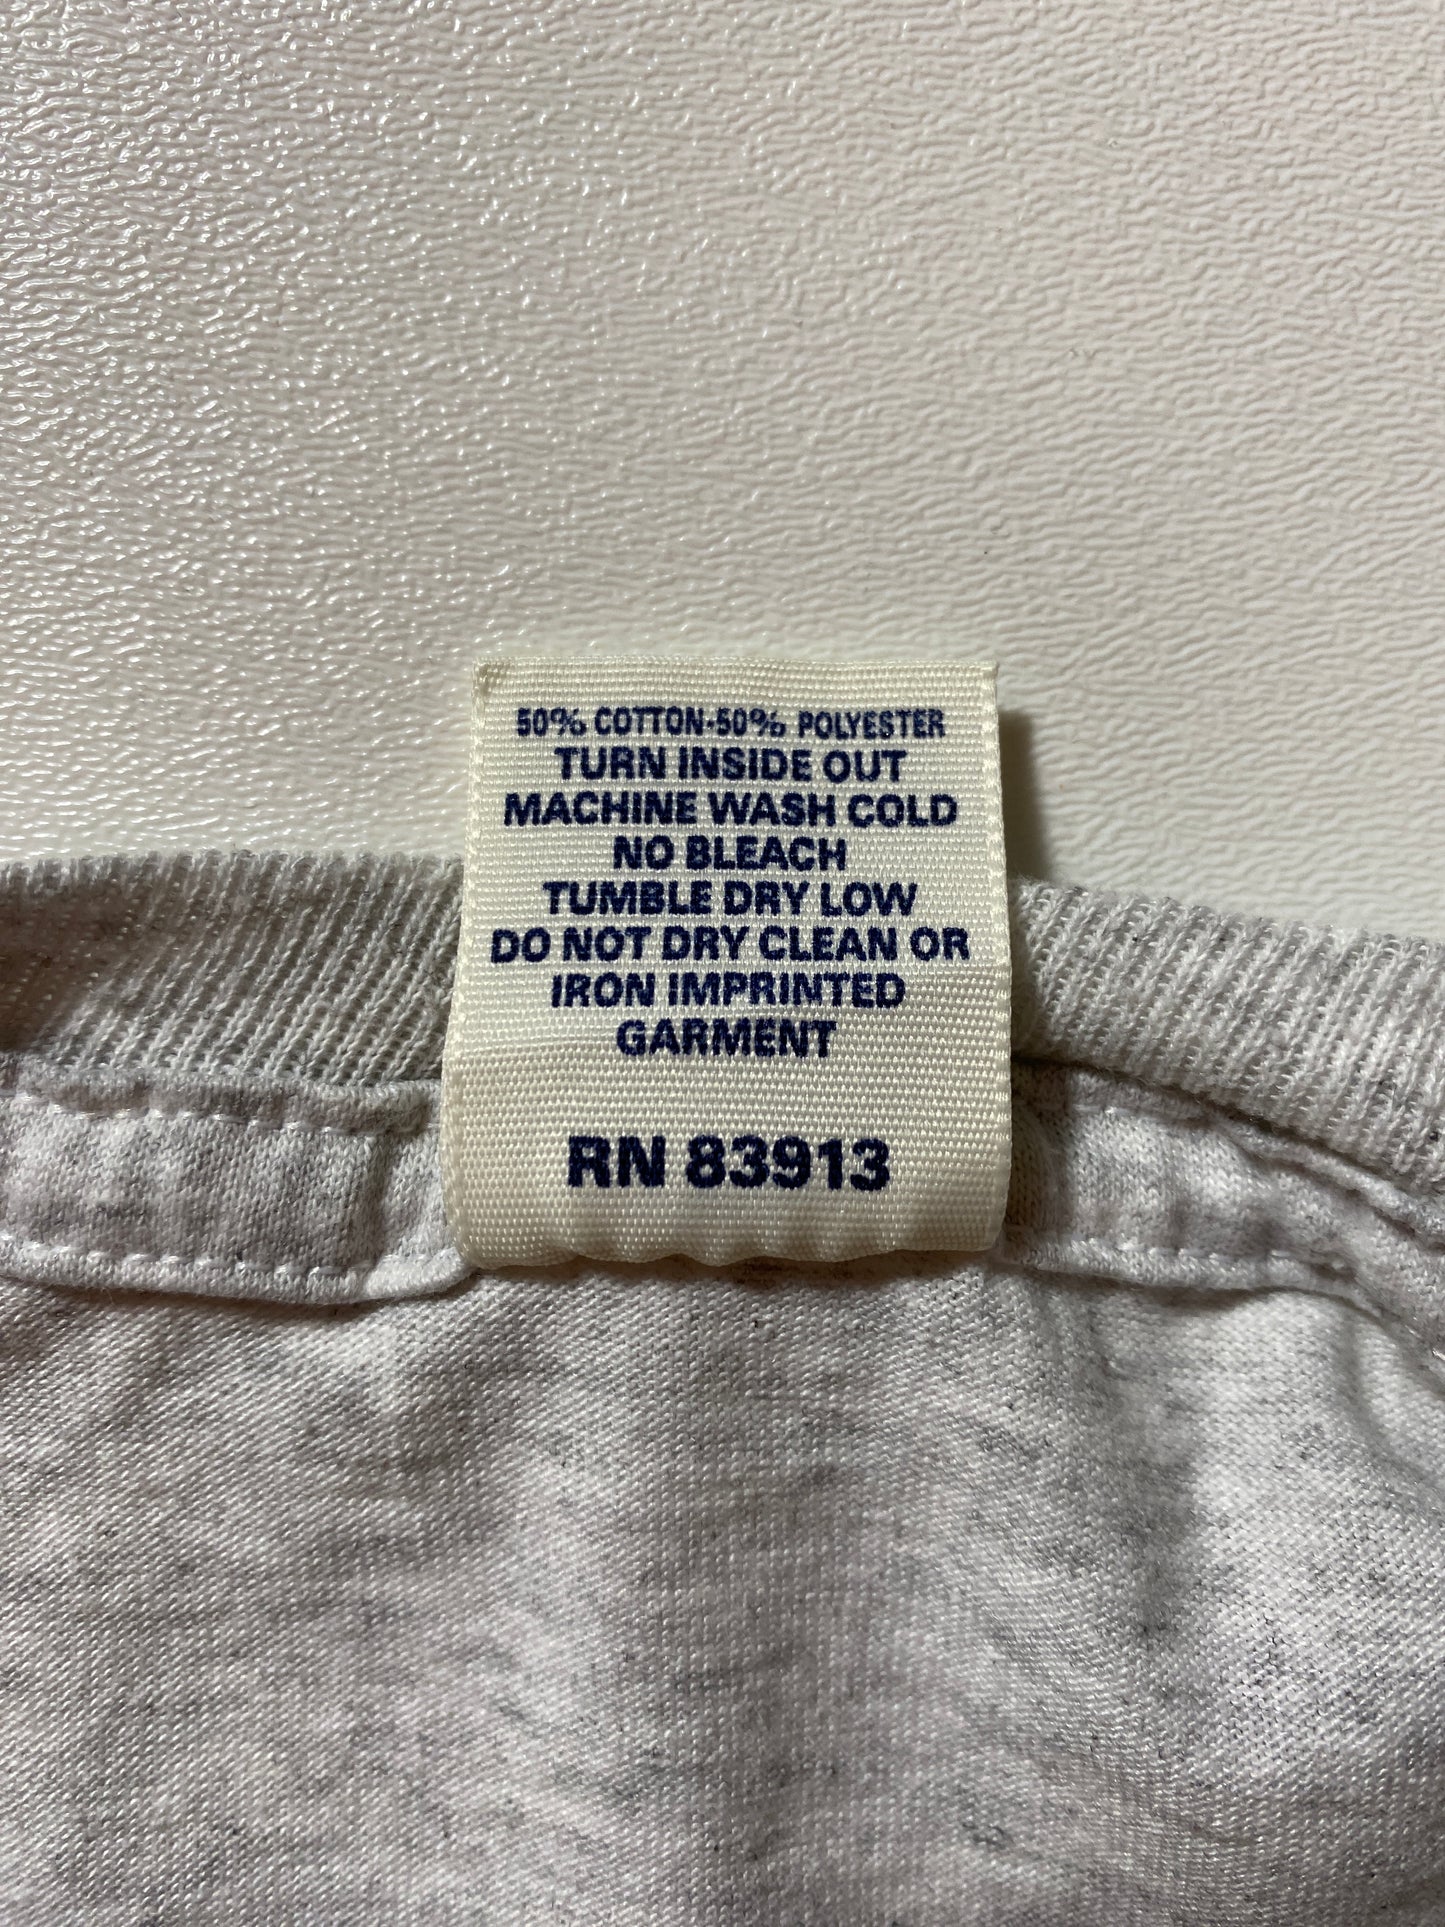 50% COTTON-50% POLYESTER
TURN INSIDE OUT
MACHINE WASH COLD
NO BLEACH
TUMBLE DRY LOW
DO NOT DRY CLEAN OR
IRON IMPRINTED
GARMENT
RN 83913